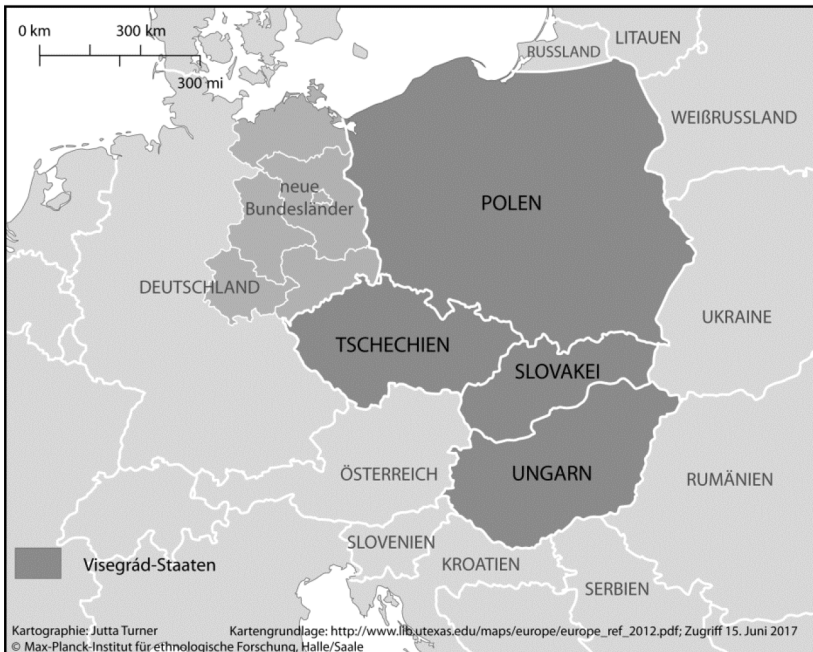 0 km 300 km
300 mi
RUSSLAND
LITAUEN
WEIßRUSSLAND
neue
Bundesländer
POLEN
DEUTSCHLAND
UKRAINE
TSCHECHIEN
SLOVAKEI
ÖSTERREICH
UNGARN
RUMÄNIEN
SLOVENIEN
KROATIEN
SERBIEN
Visegrád-Staaten
Kartographie: Jutta Turner Kartengrundlage: http://www.lib.utexas.edu/maps/europe/europe_ref_2012.pdf; Zugriff 15. Juni 2017
© Max-Planck-Institut für ethnologische Forschung, Halle/Saale